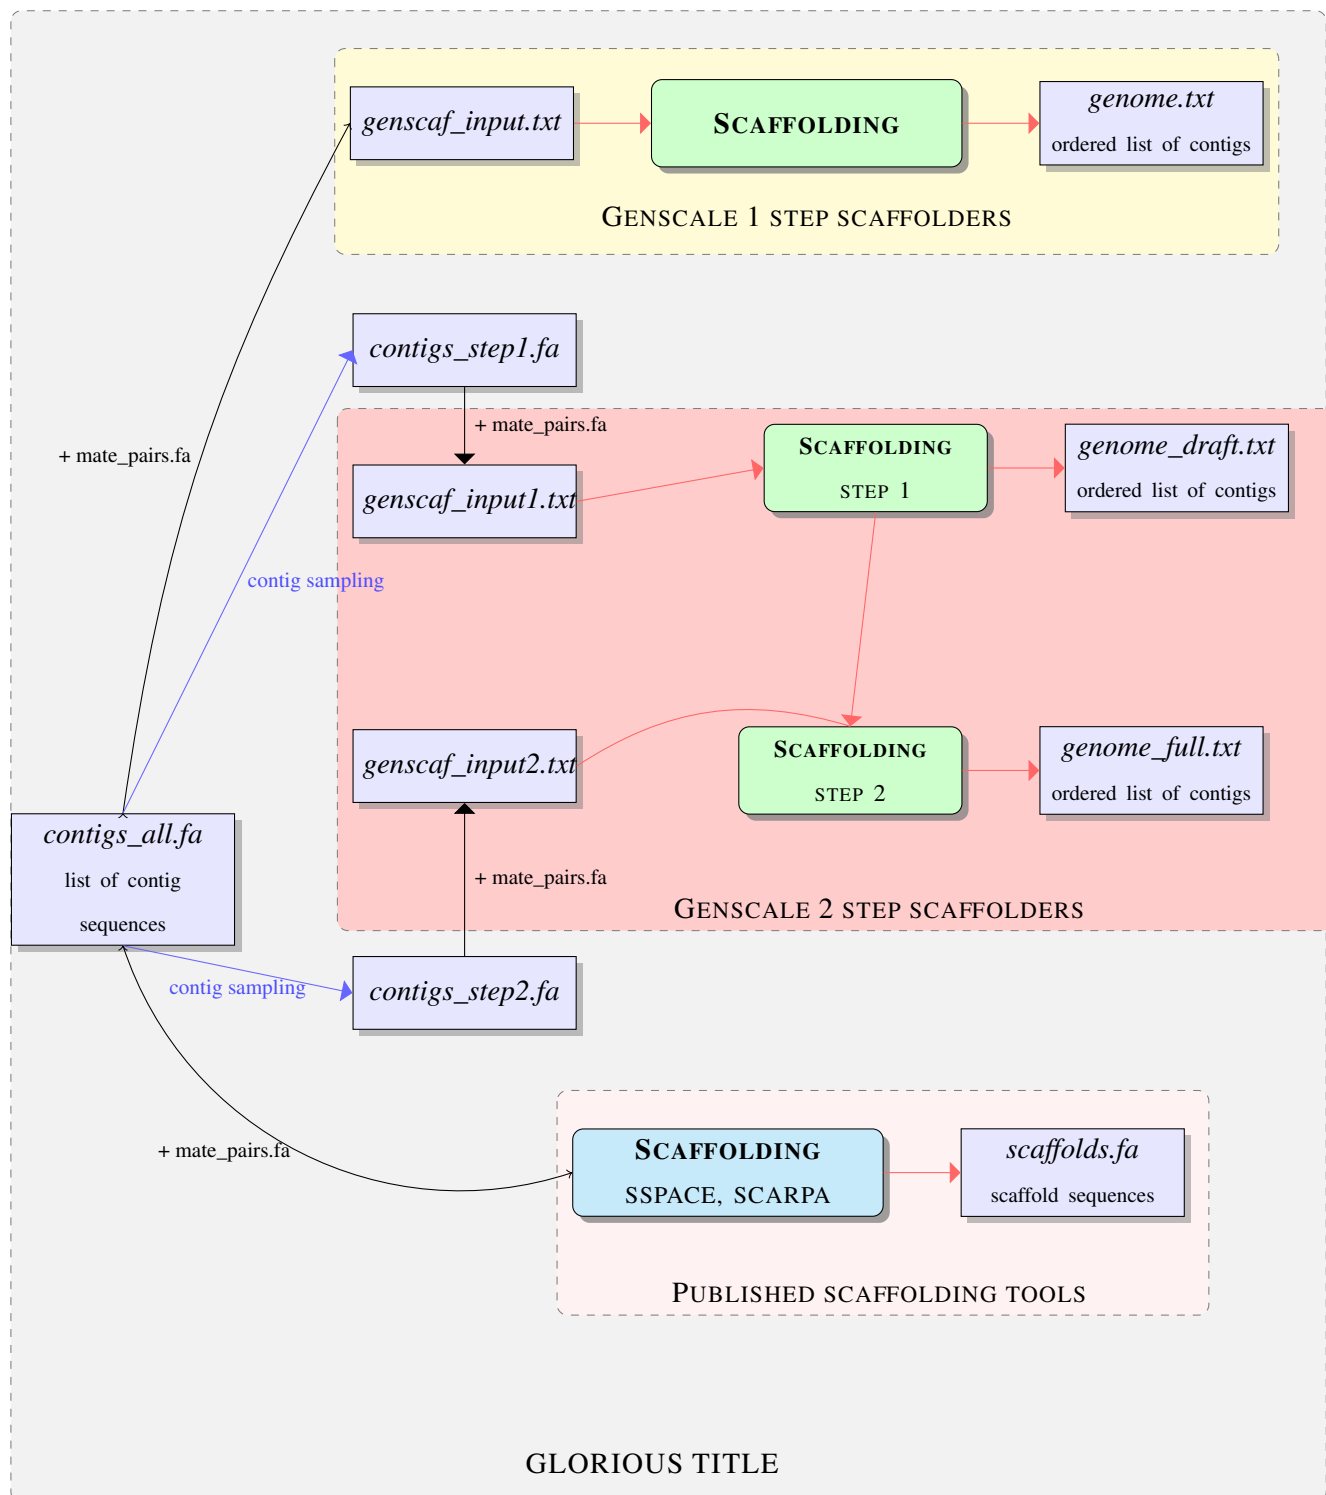 genscaf_input.txt
SCAFFOLDING
genome.txt
ordered list of contigs
GENSCALE 1 STEP SCAFFOLDERS
contigs_step1.fa
+ mate_pairs.fa
+ mate_pairs.fa
genscaf_input1.txt
SCAFFOLDING
STEP 1
genome_draft.txt
ordered list of contigs
contig sampling
genscaf_input2.txt
SCAFFOLDING
STEP 2
genome_full.txt
ordered list of contigs
contigs_all.fa
list of contig
sequences
+ mate_pairs.fa
GENSCALE 2 STEP SCAFFOLDERS
contig sampling
contigs_step2.fa
+ mate_pairs.fa
SCAFFOLDING
SSPACE, SCARPA
scaffolds.fa
scaffold sequences
PUBLISHED SCAFFOLDING TOOLS
GLORIOUS TITLE